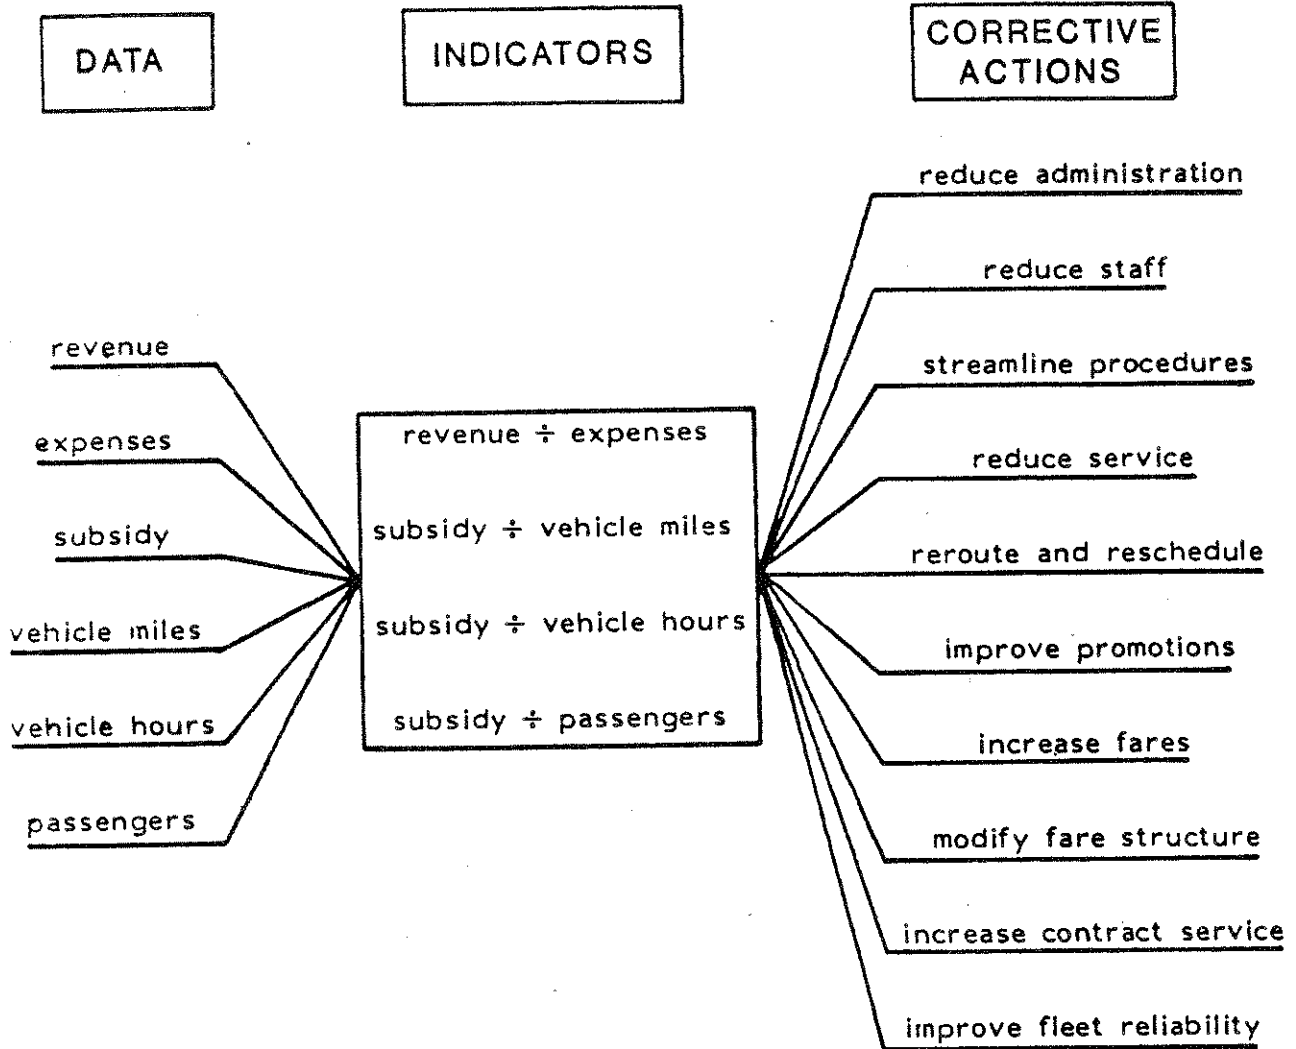 DATA
INDICATORS
CORRECTIVE
ACTIONS
revenue
expenses
subsidy
vehicle miles
vehicle hours
passengers
revenue ÷ expenses
subsidy ÷ vehicle miles
subsidy ÷ vehicle hours
subsidy ÷ passengers
reduce administration
reduce staff
streamline procedures
reduce service
reroute and reschedule
improve promotions
increase fares
modify fare structure
increase contract service
improve fleet reliability